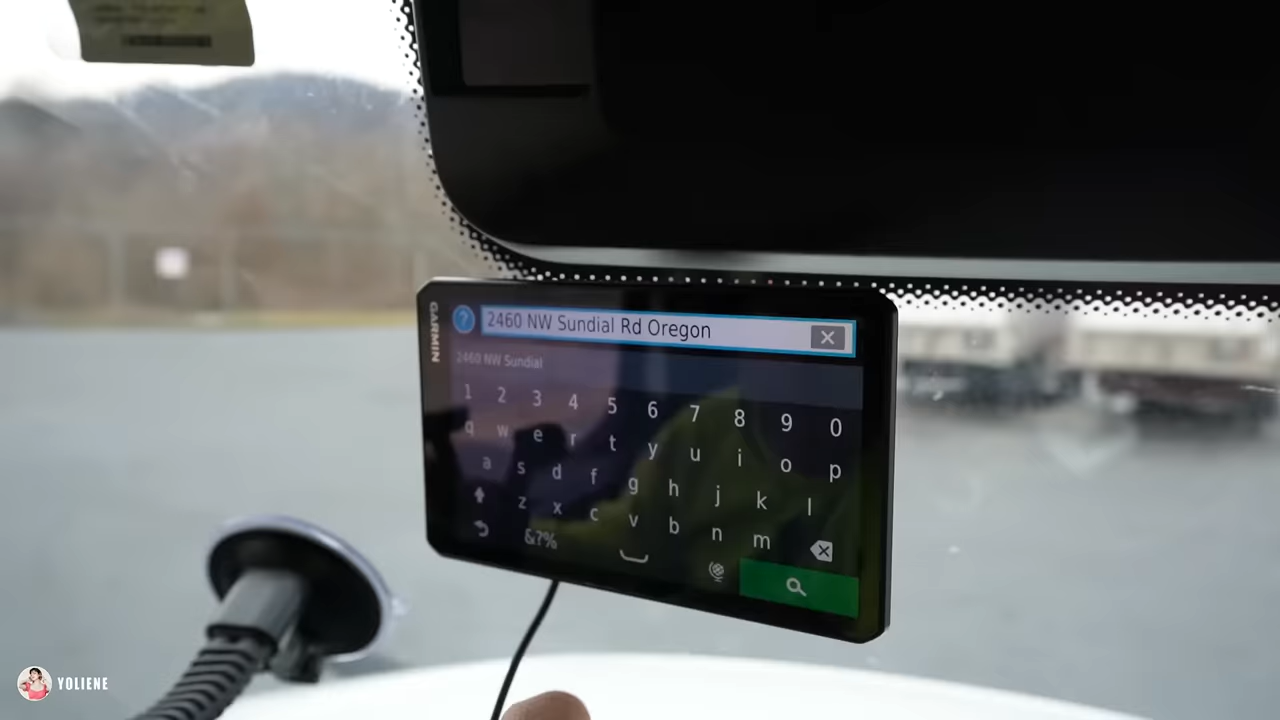 GARMIN
?
2460 NW Sundial Rd Oregon
2460 NW Sundial
1 2 3 4 5 6 7 8 9 0
q w e r t y u i o p
a s d f g h j k l
z x c v b n m
&?%
YOLIENE